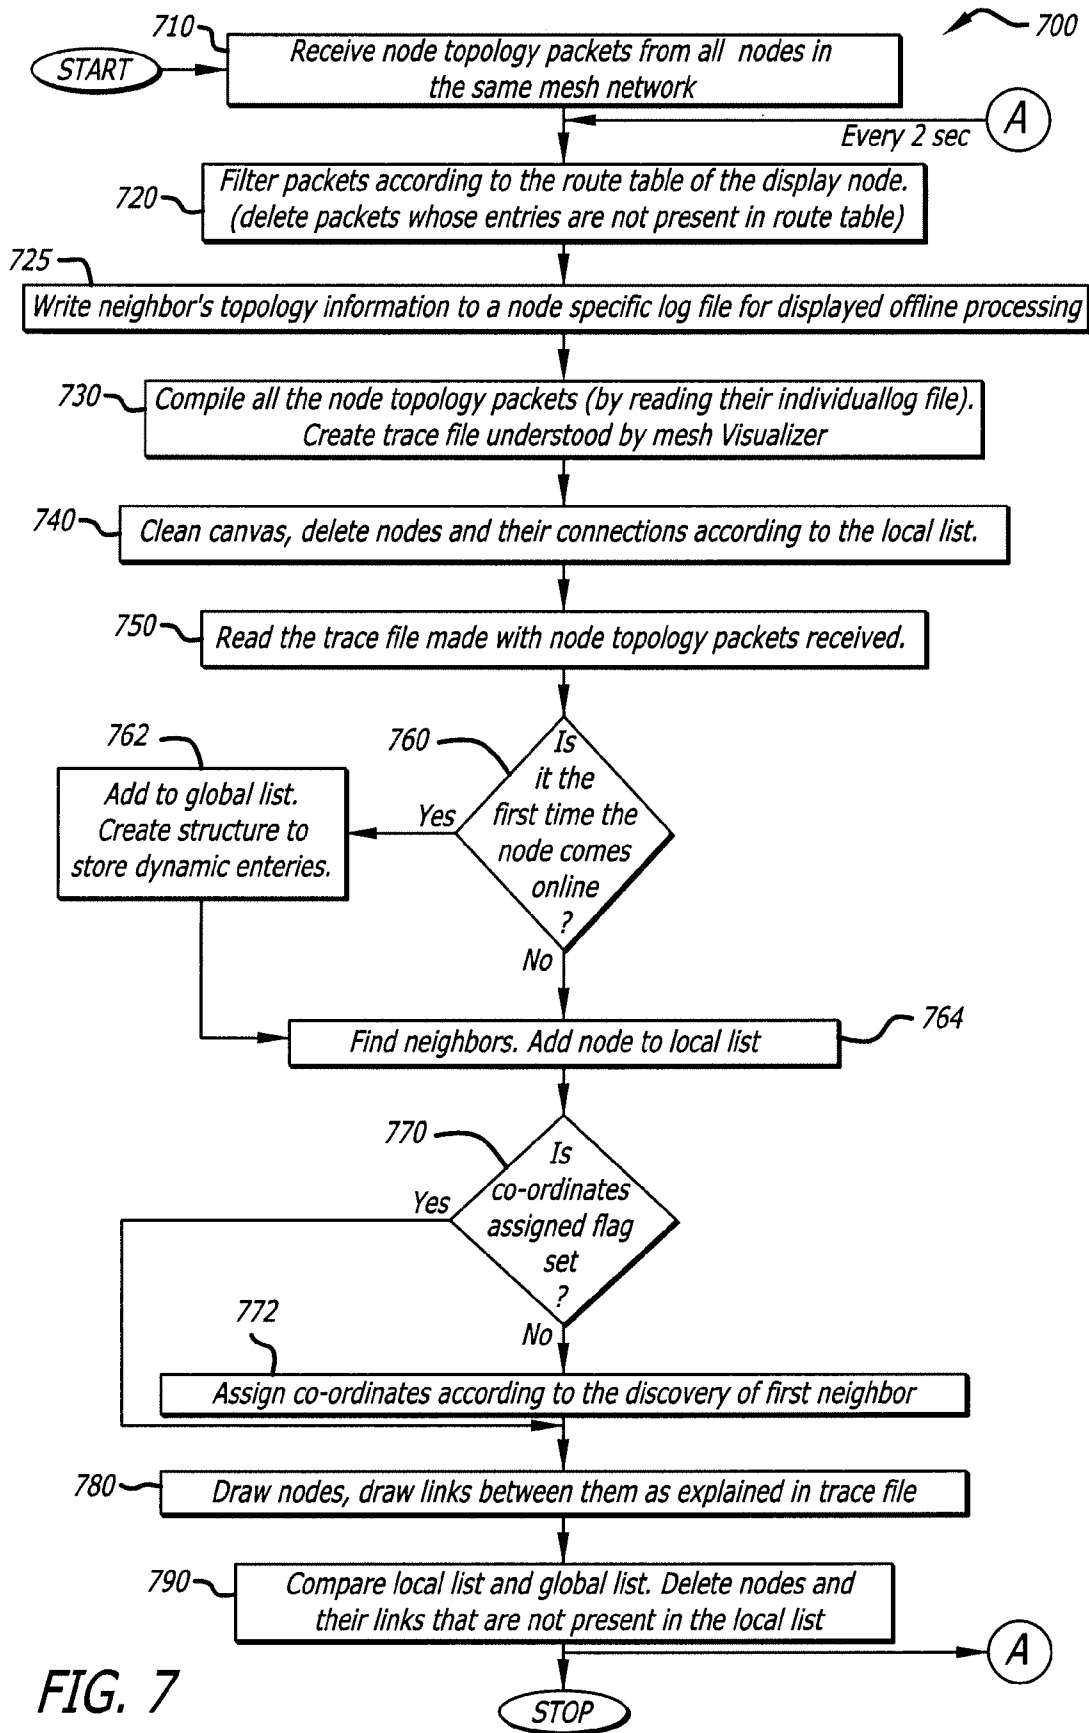 710
700
START
Receive node topology packets from all nodes in
the same mesh network
A
Every 2 sec
720
Filter packets according to the route table of the display node.
(delete packets whose entries are not present in route table)
725
Write neighbor's topology information to a node specific log file for displayed offline processing
730
Compile all the node topology packets (by reading their individuallog file).
Create trace file understood by mesh Visualizer
740
Clean canvas, delete nodes and their connections according to the local list.
750
Read the trace file made with node topology packets received.
762
760
Is
it the
first time the
node comes
online
?
Yes
Add to global list.
Create structure to
store dynamic enteries.
No
764
Find neighbors. Add node to local list
770
Is
co-ordinates
assigned flag
set
?
Yes
No
772
Assign co-ordinates according to the discovery of first neighbor
780
Draw nodes, draw links between them as explained in trace file
790
Compare local list and global list. Delete nodes and
their links that are not present in the local list
A
STOP
FIG. 7